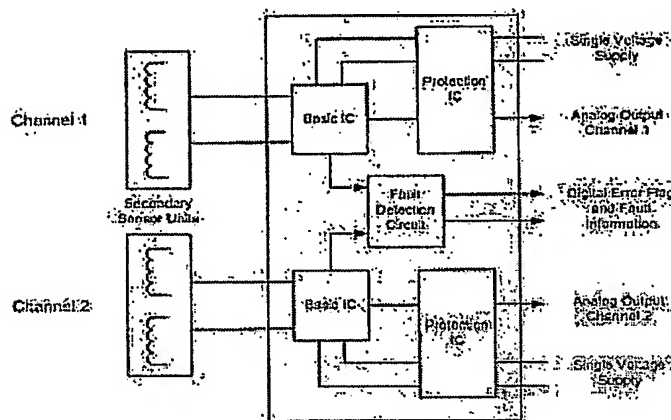 Single Voltage
Supply
Protection
IC
Channel 1
Basic IC
Analog Output
Channel 1
Secondary
Sensor Units
Fault
Detection
Circuit
Digital Error Flag
and Fault
Information
Channel 2
Basic IC
Protection
IC
Analog Output
Channel 2
Single Voltage
Supply